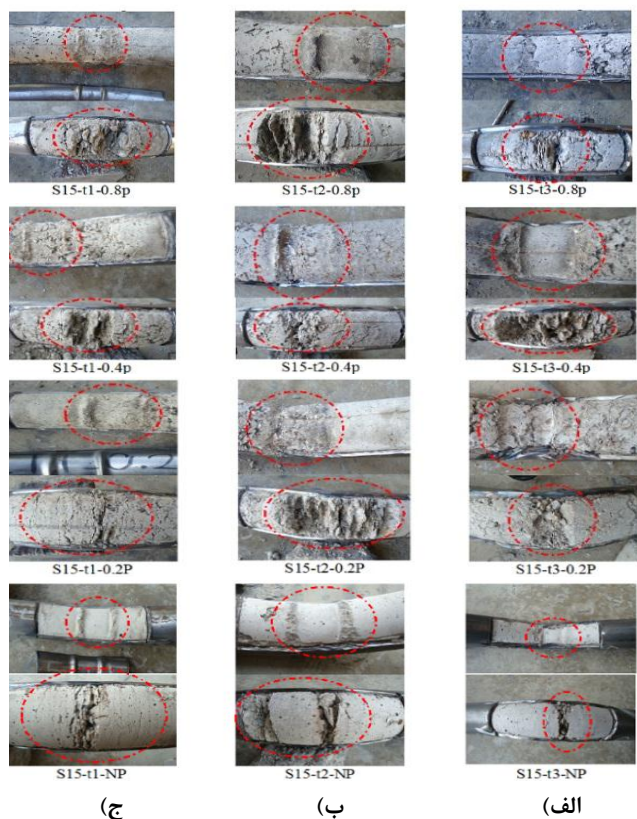 S15-t1-0.8p S15-t2-0.8p S15-t3-0.8p
S15-t1-0.4p S15-t2-0.4p S15-t3-0.4p
S15-t1-0.2P S15-t2-0.2P S15-t3-0.2P
S15-t1-NP S15-t2-NP S15-t3-NP
الف) ب) ج)